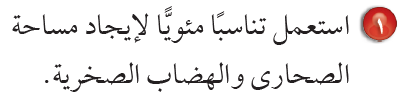 ١ استعمل تناسبًا مئويًّا لإيجاد مساحة
الصحارى والهضاب الصخرية.